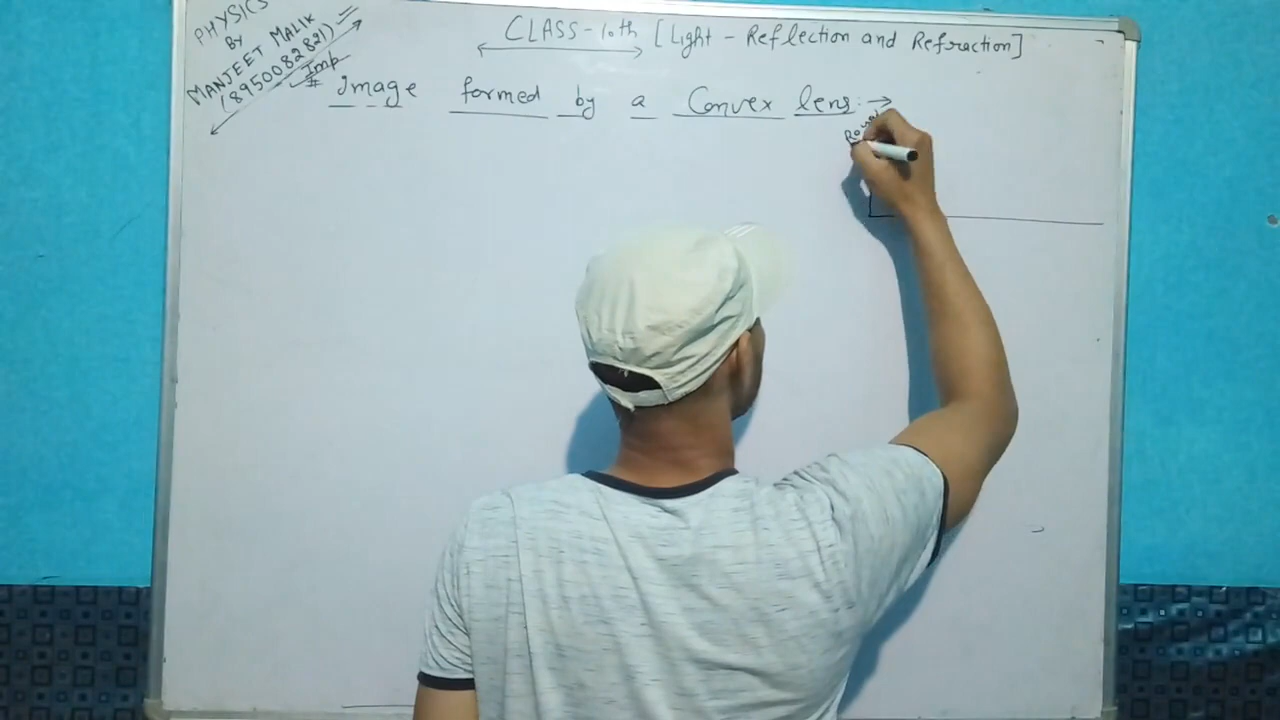 PHYSICS
BY
MANJEET MALIK
(8950082821)
CLASS-10th [Light - Reflection and Refraction]
* Imp
Image formed by a Convex lens :→